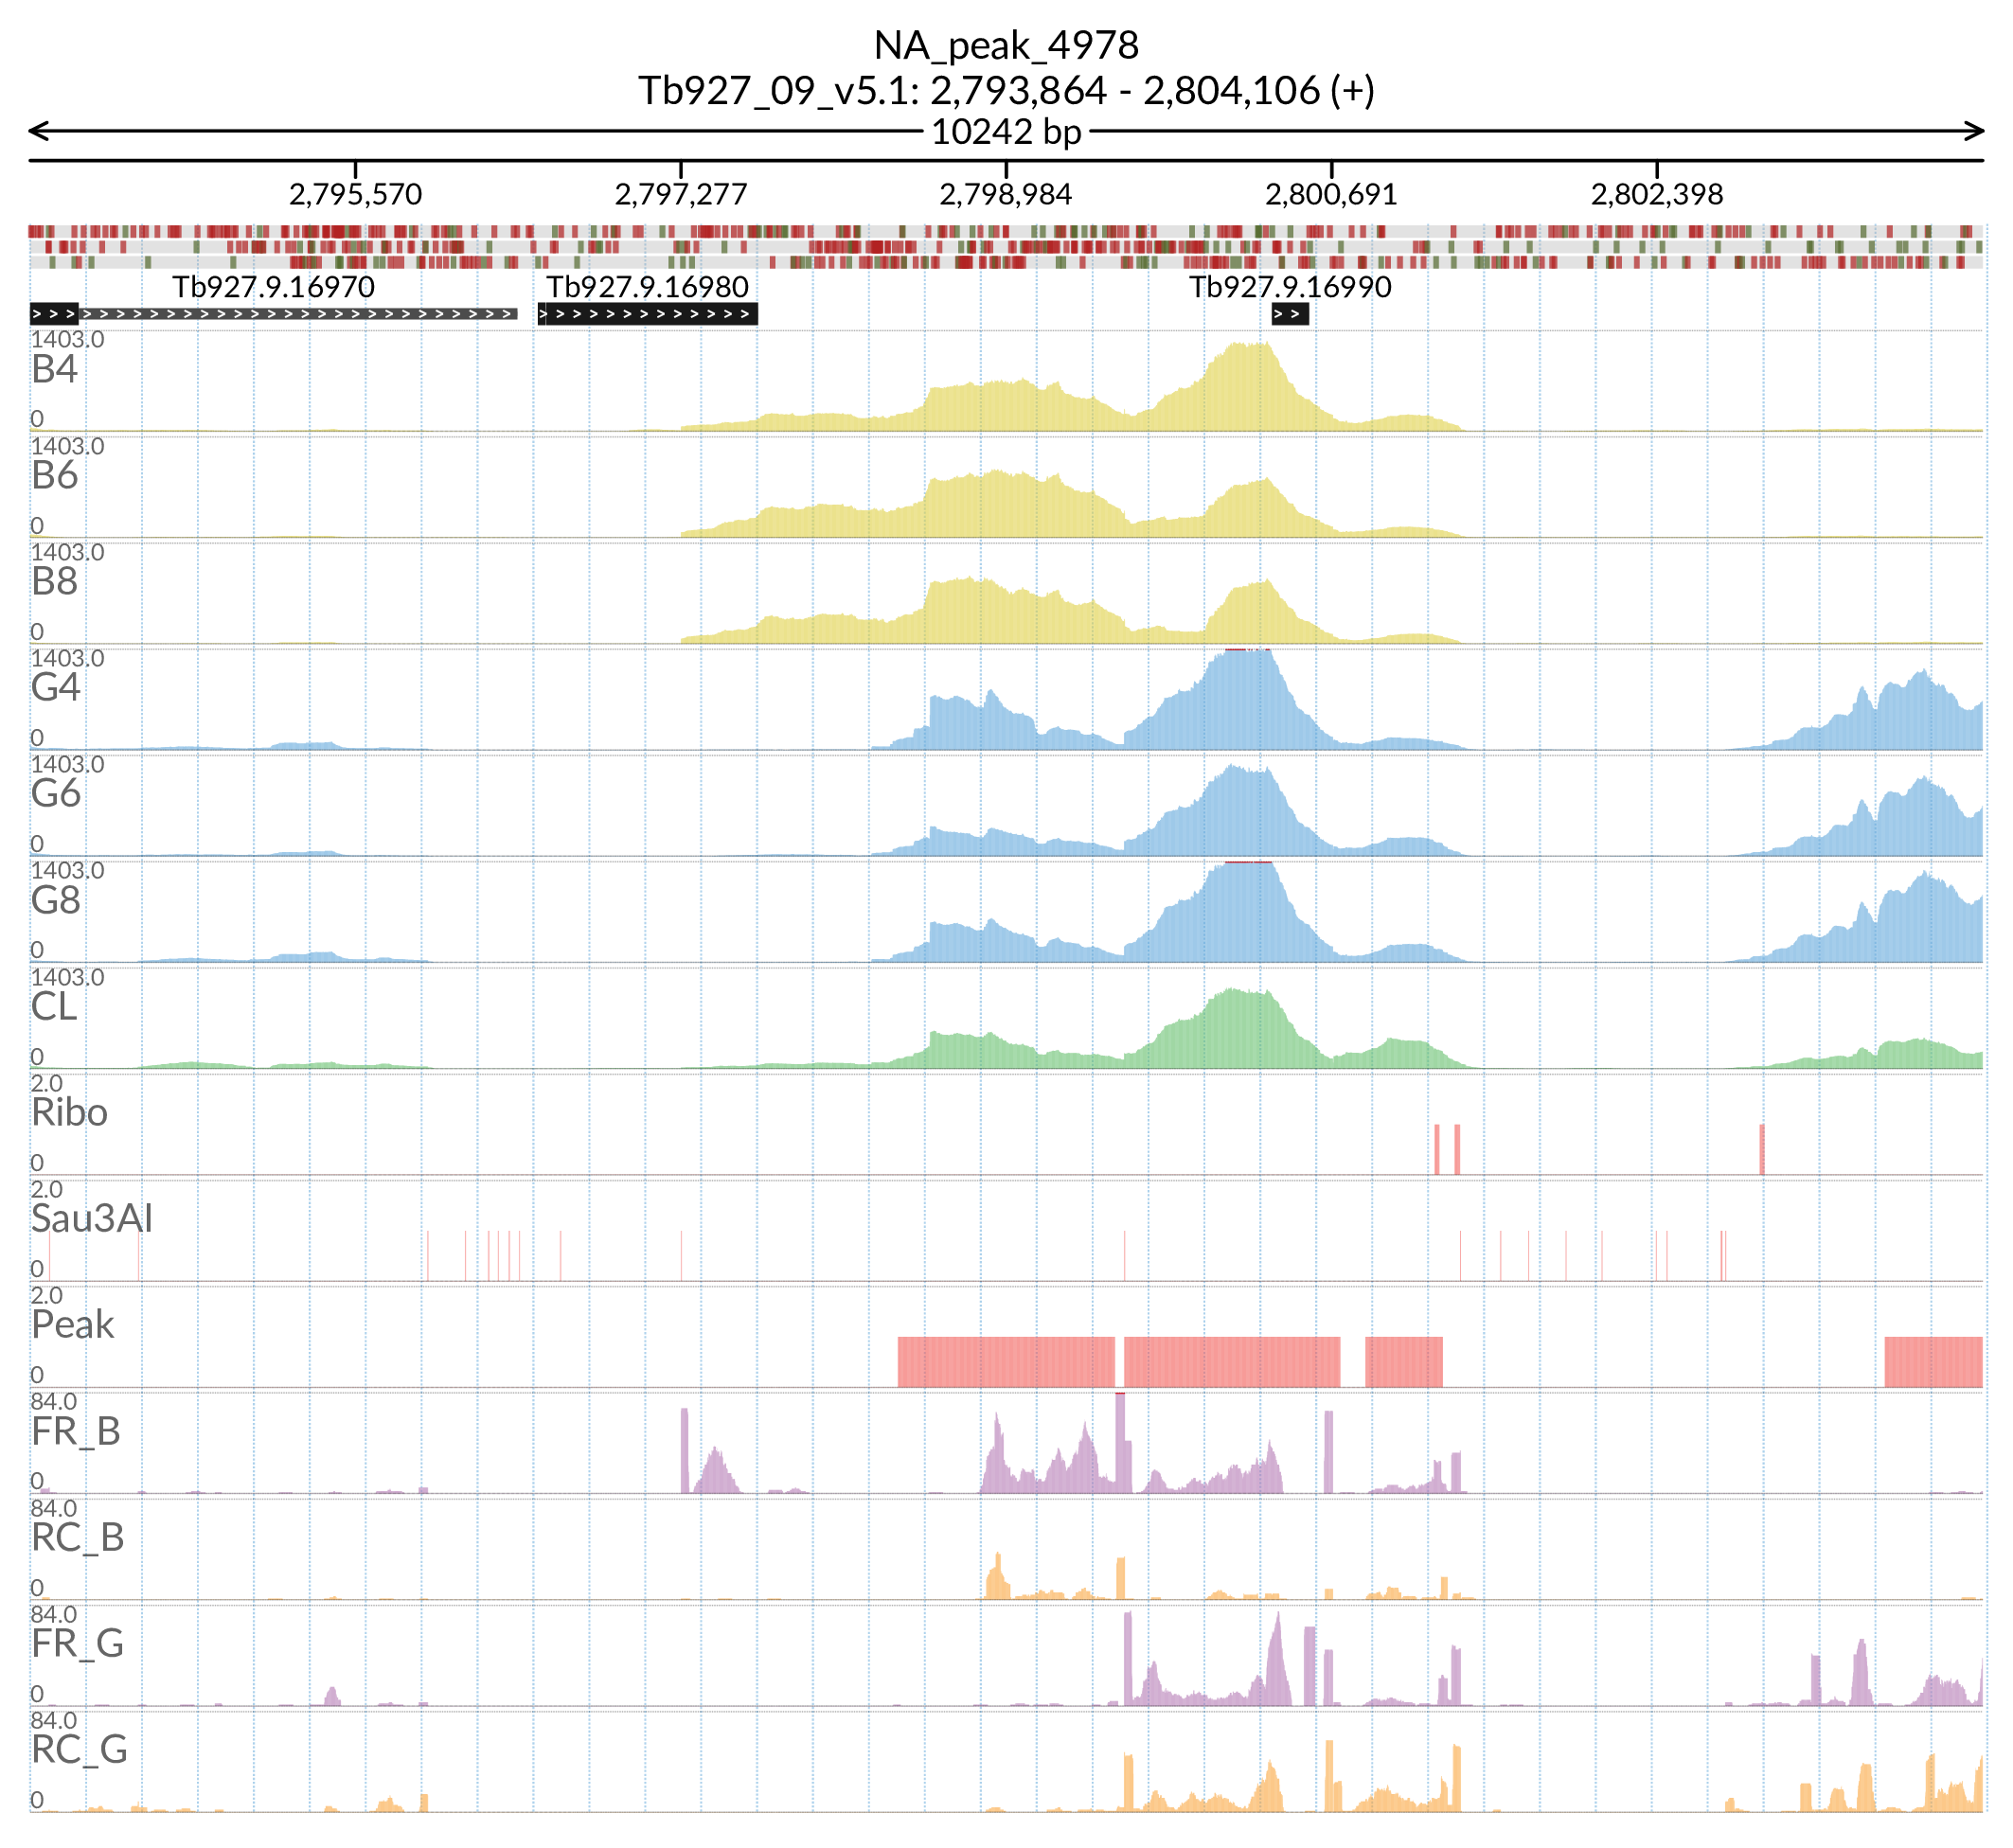 NA_peak_4978
Tb927_09_v5.1: 2,793,864 - 2,804,106 (+)
10242 bp
2,795,570 2,797,277 2,798,984 2,800,691 2,802,398
Tb927.9.16970 Tb927.9.16980 Tb927.9.16990
1403.0
B4
0
1403.0
B6
0
1403.0
B8
0
1403.0
G4
0
1403.0
G6
0
1403.0
G8
0
1403.0
CL
0
2.0
Ribo
0
2.0
Sau3AI
0
2.0
Peak
0
84.0
FR_B
0
84.0
RC_B
0
84.0
FR_G
0
84.0
RC_G
0